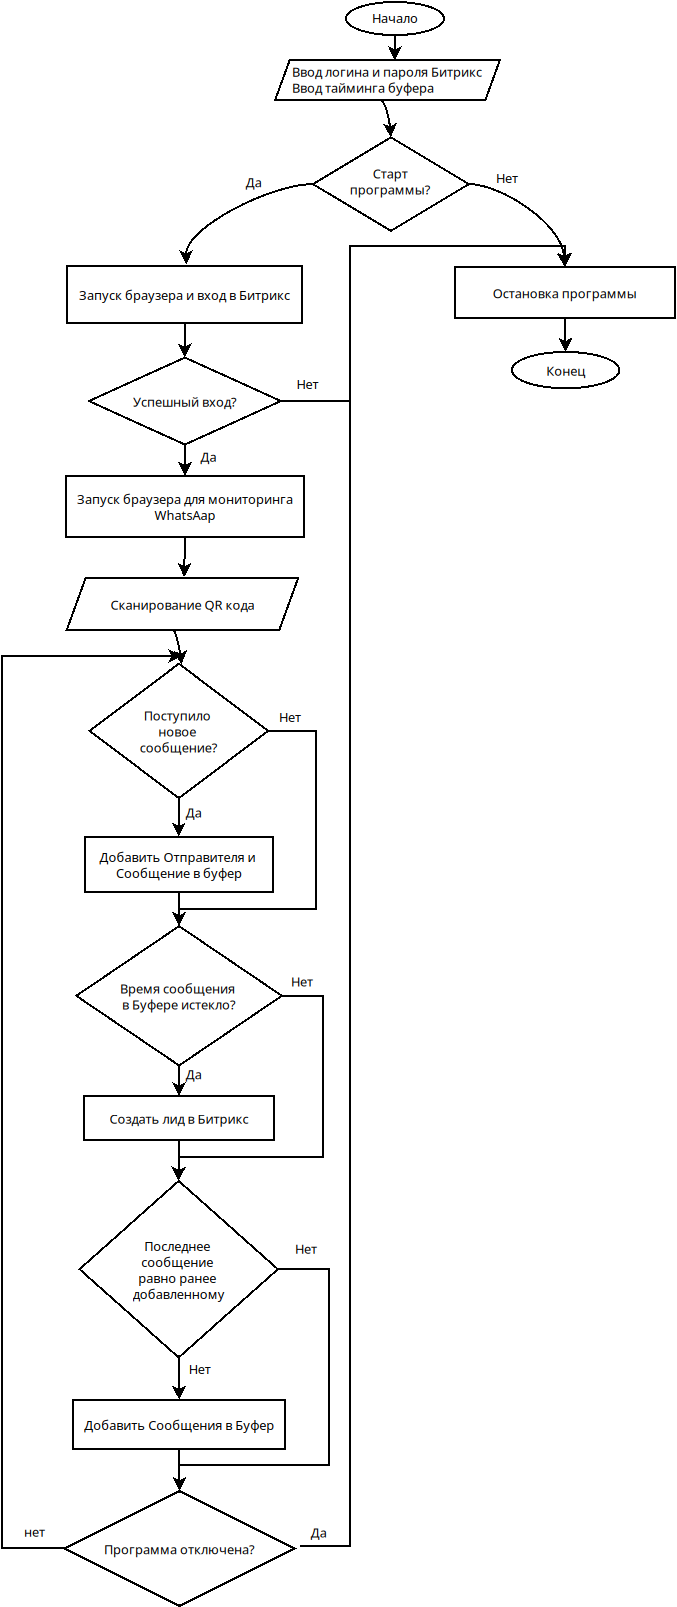 Начало
Ввод логина и пароля Битрикс
Ввод тайминга буфера
Старт
программы?
Да
Нет
Запуск браузера и вход в Битрикс
Остановка программы
Конец
Успешный вход?
Нет
Да
Запуск браузера для мониторинга
WhatsAap
Сканирование QR кода
Поступило
новое
сообщение?
Нет
Да
Добавить Отправителя и
Сообщение в буфер
Время сообщения
в Буфере истекло?
Нет
Да
Создать лид в Битрикс
Последнее
сообщение
равно ранее
добавленному
Нет
Нет
Добавить Сообщения в Буфер
Программа отключена?
нет
Да